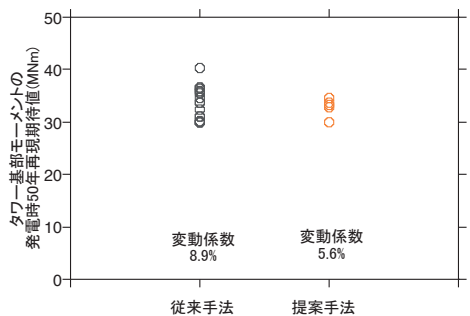 タワー基部モーメントの
発電時50年再現期待値(MNm)
50
40
30
20
10
0
変動係数
8.9%
変動係数
5.6%
従来手法
提案手法